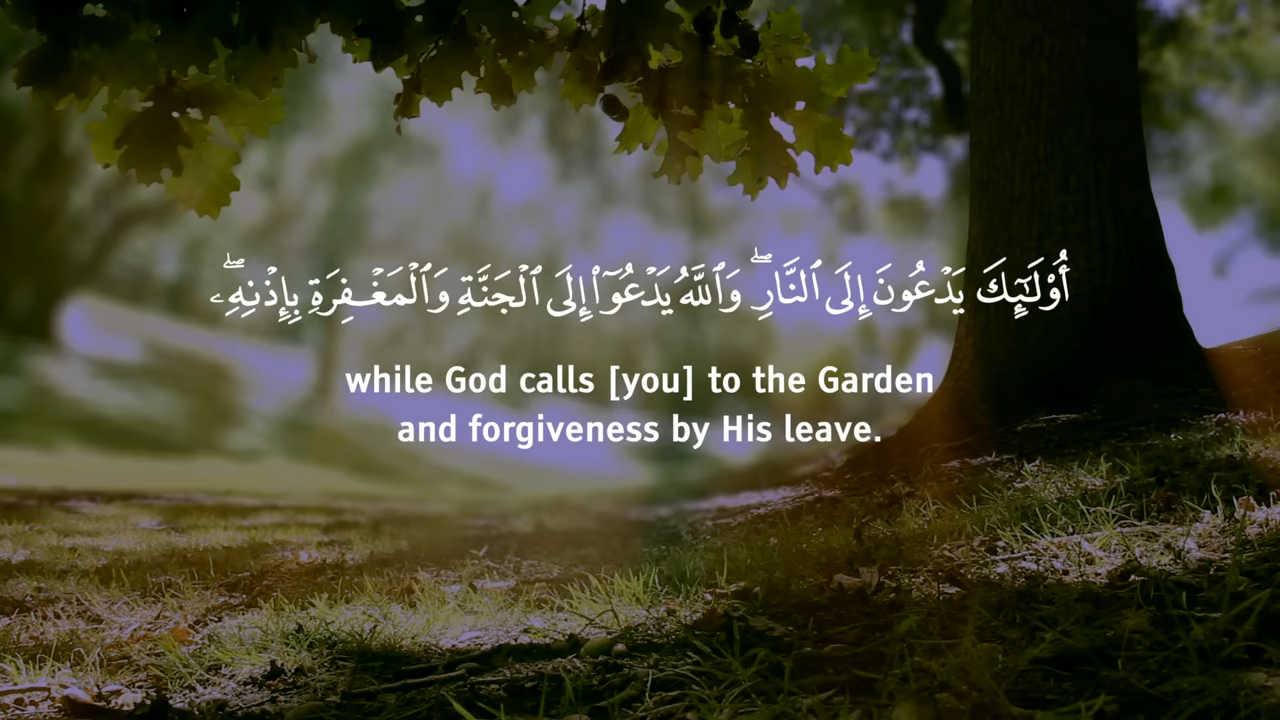 أُو۟لَـٰٓئِكَ يَدْعُونَ إِلَى ٱلنَّارِ ۖ وَٱللَّهُ يَدْعُوٓا۟ إِلَى ٱلْجَنَّةِ وَٱلْمَغْفِرَةِ بِإِذْنِهِۦ ۖ
while God calls [you] to the Garden
and forgiveness by His leave.